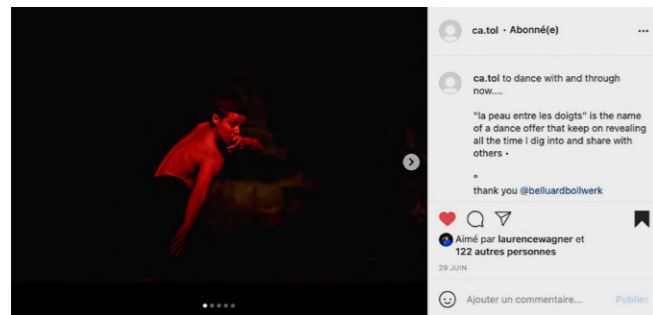 ca.tol • Abonné(e)
ca.tol to dance with and through
now....
"la peau entre les doigts" is the name
of a dance offer that keep on revealing
all the time I dig into and share with
others •
°
thank you @belluardbollwerk
Aimé par laurencewagner et
122 autres personnes
29 JUIN
Ajouter un commentaire...
Publier